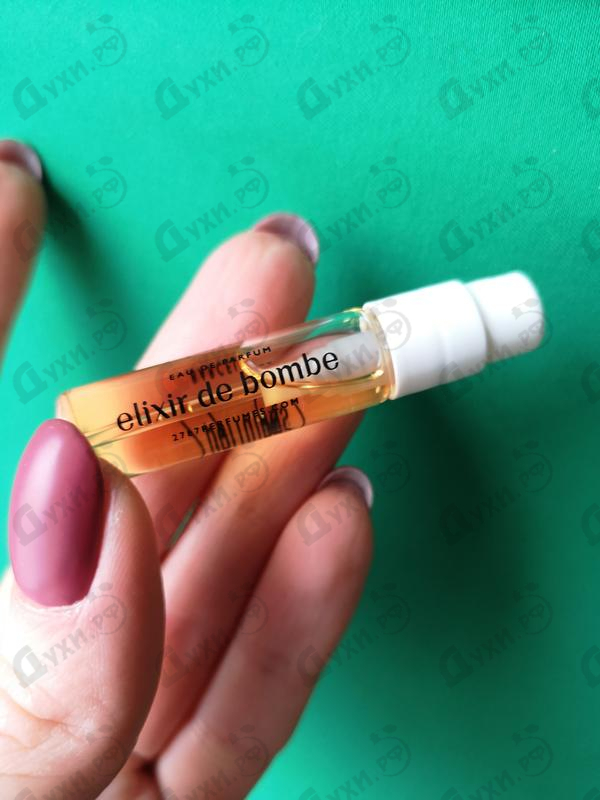 EAU DE PARFUM
elixir de bombe
2787PERFUMES.COM
Духи.рф